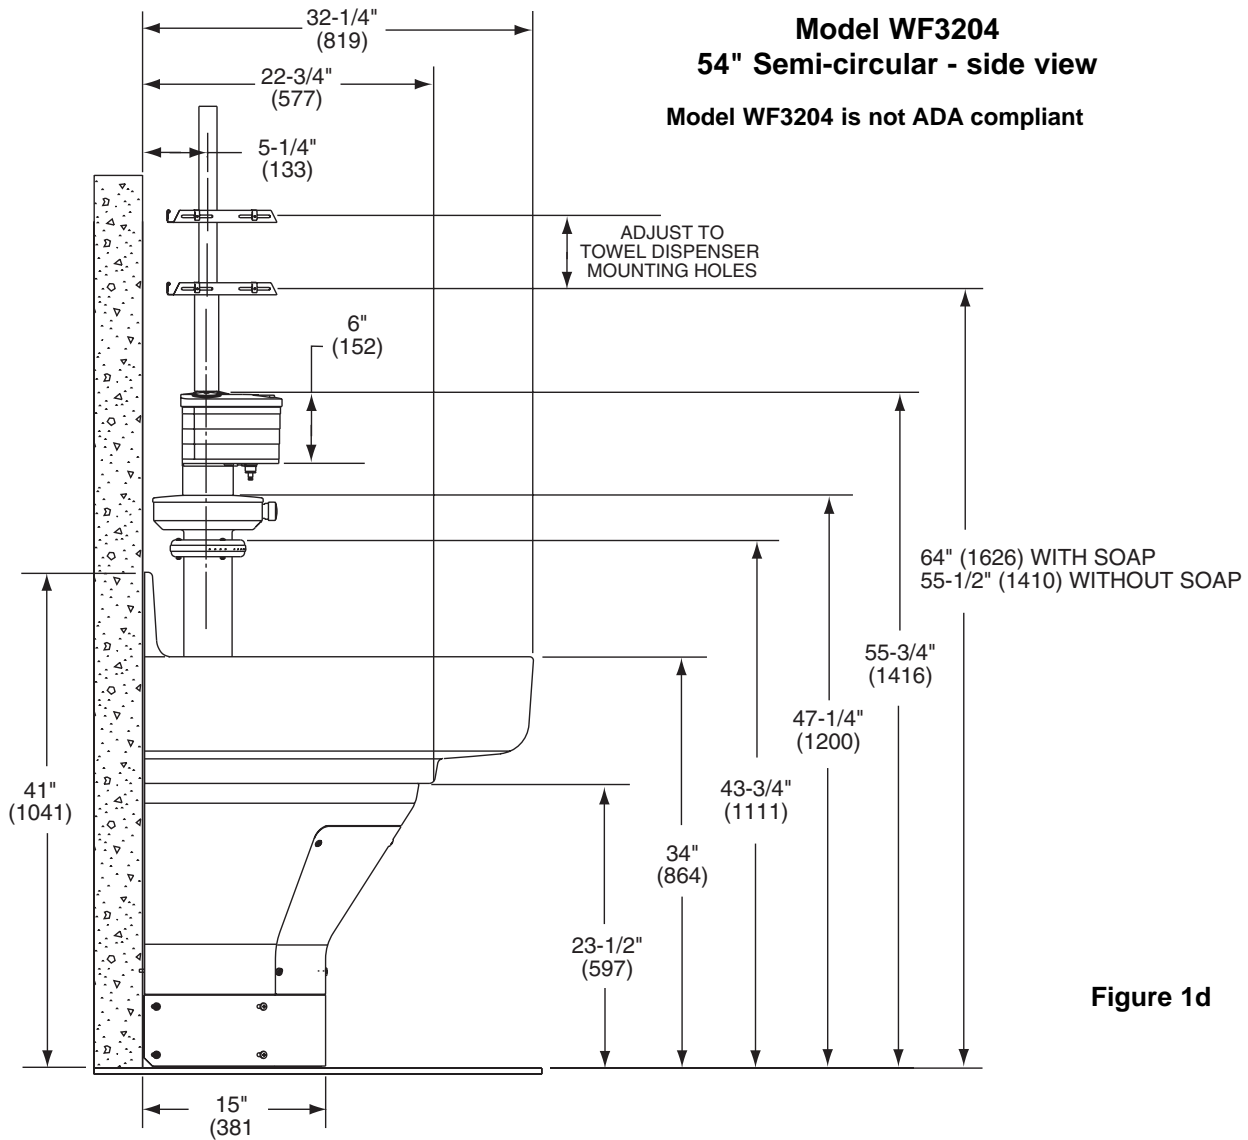 32-1/4"
(819)
Model WF3204
54" Semi-circular - side view
22-3/4"
(577)
Model WF3204 is not ADA compliant
5-1/4"
(133)
ADJUST TO
TOWEL DISPENSER
MOUNTING HOLES
6"
(152)
64" (1626) WITH SOAP
55-1/2" (1410) WITHOUT SOAP
55-3/4"
(1416)
47-1/4"
(1200)
43-3/4"
(1111)
41"
(1041)
34"
(864)
23-1/2"
(597)
Figure 1d
15"
(381